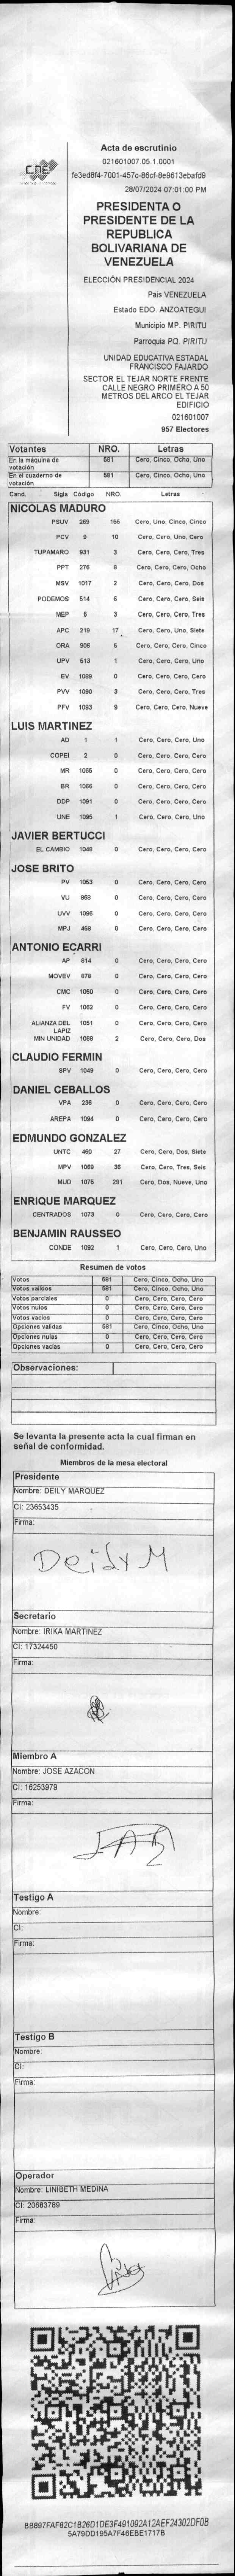 CNE
Acta de escrutinio
021601007.05.1.0001
fe3ed8f4-7001-457c-86cf-8e9613ebafd9
28/07/2024 07:01:00 PM
PRESIDENTA O
PRESIDENTE DE LA
REPUBLICA
BOLIVARIANA DE
VENEZUELA
ELECCIÓN PRESIDENCIAL 2024
Pais VENEZUELA
Estado EDO. ANZOATEGUI
Municipio MP. PIRITU
Parroquia PQ. PIRITU
UNIDAD EDUCATIVA ESTADAL
FRANCISCO FAJARDO
SECTOR EL TEJAR NORTE FRENTE
CALLE NEGRO PRIMERO A 50
METROS DEL ARCO EL TEJAR
EDIFICIO
021601007
957 Electores
Votantes NRO. Letras
En la máquina de votación 581 Cero, Cinco, Ocho, Uno
En el cuaderno de votación 581 Cero, Cinco, Ocho, Uno
Cand. Sigla Código NRO. Letras
NICOLAS MADURO
PSUV 269 155 Cero, Uno, Cinco, Cinco
PCV 9 10 Cero, Cero, Uno, Cero
TUPAMARO 931 3 Cero, Cero, Cero, Tres
PPT 276 8 Cero, Cero, Cero, Ocho
MSV 1017 2 Cero, Cero, Cero, Dos
PODEMOS 514 6 Cero, Cero, Cero, Seis
MEP 6 3 Cero, Cero, Cero, Tres
APC 219 17 Cero, Cero, Uno, Siete
ORA 906 5 Cero, Cero, Cero, Cinco
UPV 513 1 Cero, Cero, Cero, Uno
EV 1089 0 Cero, Cero, Cero, Cero
PVV 1090 3 Cero, Cero, Cero, Tres
PFV 1093 9 Cero, Cero, Cero, Nueve
LUIS MARTINEZ
AD 1 1 Cero, Cero, Cero, Uno
COPEI 2 0 Cero, Cero, Cero, Cero
MR 1065 0 Cero, Cero, Cero, Cero
BR 1066 0 Cero, Cero, Cero, Cero
DDP 1091 0 Cero, Cero, Cero, Cero
UNE 1095 1 Cero, Cero, Cero, Uno
JAVIER BERTUCCI
EL CAMBIO 1048 0 Cero, Cero, Cero, Cero
JOSE BRITO
PV 1053 0 Cero, Cero, Cero, Cero
VU 868 0 Cero, Cero, Cero, Cero
UVV 1096 0 Cero, Cero, Cero, Cero
MPJ 459 0 Cero, Cero, Cero, Cero
ANTONIO ECARRI
AP 814 0 Cero, Cero, Cero, Cero
MOVEV 678 0 Cero, Cero, Cero, Cero
CMC 1050 0 Cero, Cero, Cero, Cero
FV 1062 0 Cero, Cero, Cero, Cero
ALIANZA DEL LAPIZ 1051 0 Cero, Cero, Cero, Cero
MIN UNIDAD 1088 2 Cero, Cero, Cero, Dos
CLAUDIO FERMIN
SPV 1049 0 Cero, Cero, Cero, Cero
DANIEL CEBALLOS
VPA 236 0 Cero, Cero, Cero, Cero
AREPA 1094 0 Cero, Cero, Cero, Cero
EDMUNDO GONZALEZ
UNTC 460 27 Cero, Cero, Dos, Siete
MPV 1069 36 Cero, Cero, Tres, Seis
MUD 1075 291 Cero, Dos, Nueve, Uno
ENRIQUE MARQUEZ
CENTRADOS 1073 0 Cero, Cero, Cero, Cero
BENJAMIN RAUSSEO
CONDE 1092 1 Cero, Cero, Cero, Uno
Resumen de votos
Votos 581 Cero, Cinco, Ocho, Uno
Votos validos 581 Cero, Cinco, Ocho, Uno
Votos parciales 0 Cero, Cero, Cero, Cero
Votos nulos 0 Cero, Cero, Cero, Cero
Votos vacios 0 Cero, Cero, Cero, Cero
Opciones validas 581 Cero, Cinco, Ocho, Uno
Opciones nulas 0 Cero, Cero, Cero, Cero
Opciones vacias 0 Cero, Cero, Cero, Cero
Observaciones:
Se levanta la presente acta la cual firman en
señal de conformidad.
Miembros de la mesa electoral
Presidente
Nombre: DEILY MARQUEZ
CI: 23653435
Firma:
Deily M
Secretario
Nombre: IRIKA MARTINEZ
CI: 17324450
Firma:
Miembro A
Nombre: JOSE AZACON
CI: 16253979
Firma:
Testigo A
Nombre:
CI:
Firma:
Testigo B
Nombre:
CI:
Firma:
Operador
Nombre: LINIBETH MEDINA
CI: 20683789
Firma:
BB897FAFB2C1B26D1DE3F491092A12AEF24302DF0B
5A79DD195A7F46EBE1717B